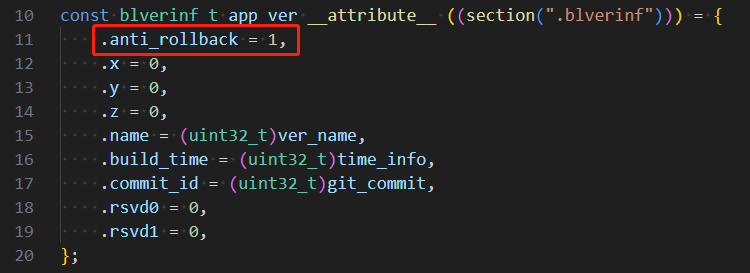 10 const blverinf_t app_ver __attribute__ ((section(".blverinf"))) = {
11 ····.anti_rollback·=·1,
12 ····.x·=·0,
13 ····.y·=·0,
14 ····.z·=·0,
15 ····.name·=·(uint32_t)ver_name,
16 ····.build_time·=·(uint32_t)time_info,
17 ····.commit_id·=·(uint32_t)git_commit,
18 ····.rsvd0·=·0,
19 ····.rsvd1·=·0,
20 };